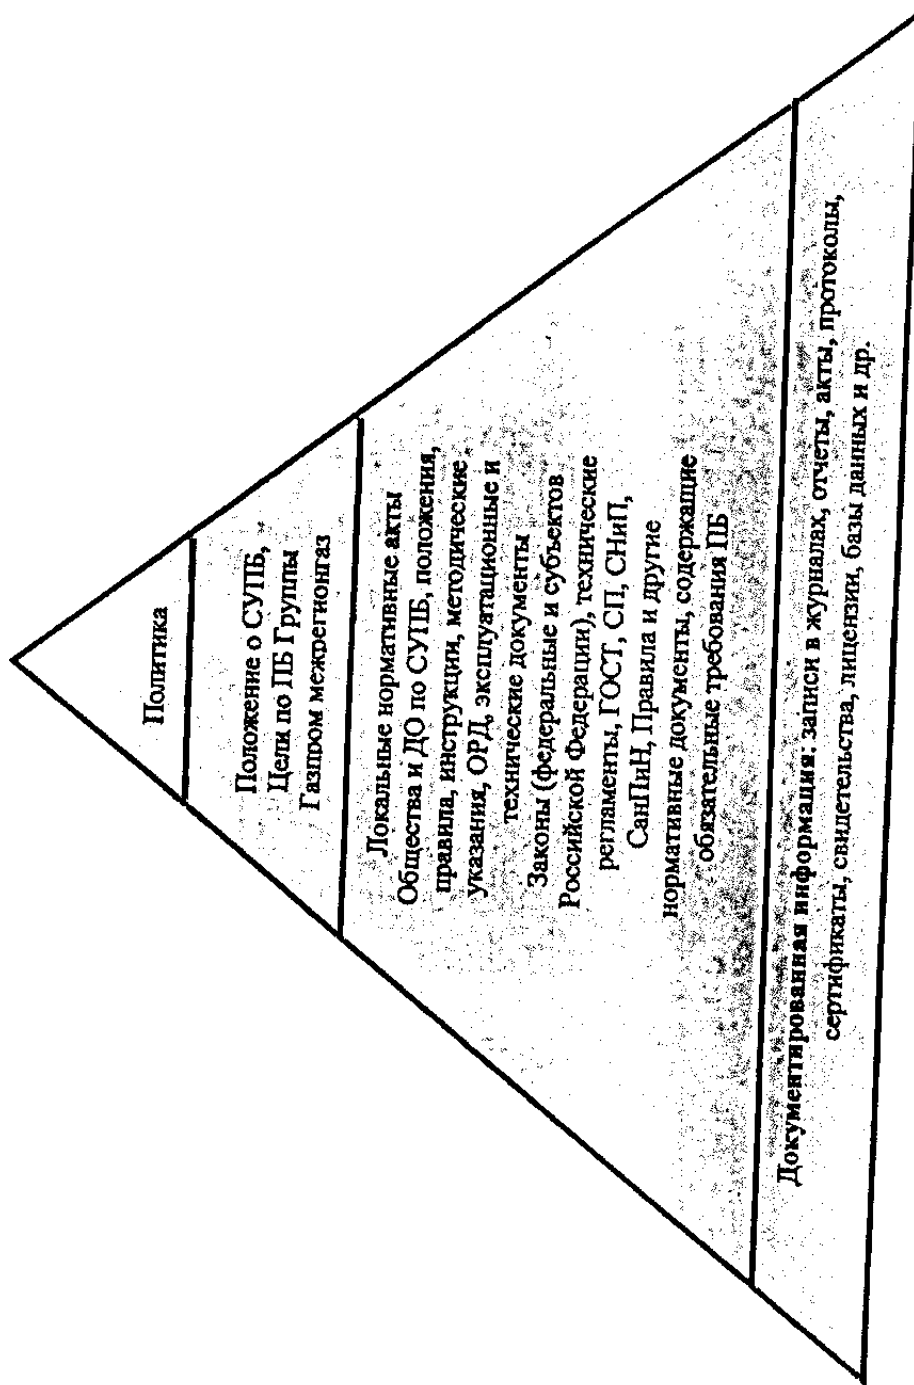 Политика
Положение о СУПБ,
Цели по ПБ Группы
Газпром межрегионгаз
Локальные нормативные акты
Общества и ДО по СУПБ, положения,
правила, инструкции, методические
указания, ОРД, эксплуатационные и
технические документы
Законы (федеральные и субъектов
Российской Федерации), технические
регламенты, ГОСТ, СП, СНиП,
СанПиН, Правила и другие
нормативные документы, содержащие
обязательные требования ПБ
Документированная информация: записи в журналах, отчеты, акты, протоколы,
сертификаты, свидетельства, лицензии, базы данных и др.